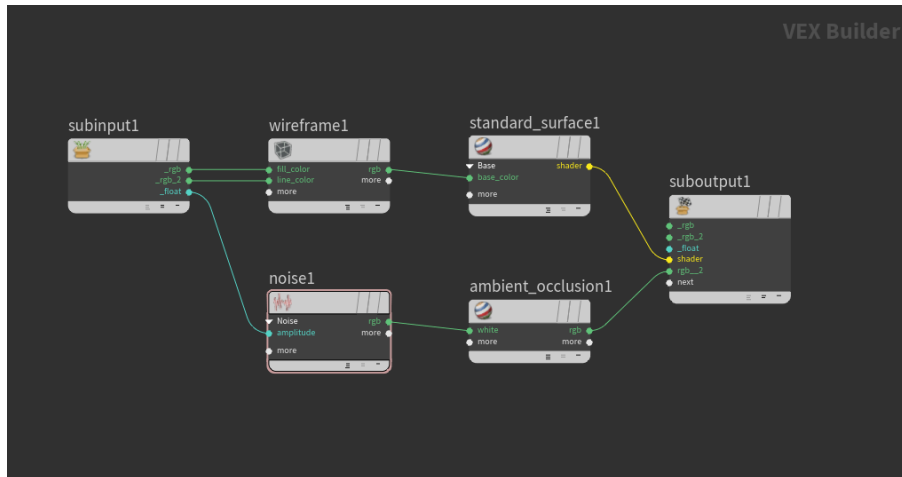 VEX Builder
subinput1
_rgb
_rgb_2
_float
wireframe1
fill_color rgb
line_color more
more
standard_surface1
Base shader
base_color
more
suboutput1
_rgb
_rgb_2
_float
shader
rgb__2
next
noise1
Noise rgb
amplitude more
more
ambient_occlusion1
white rgb
more more